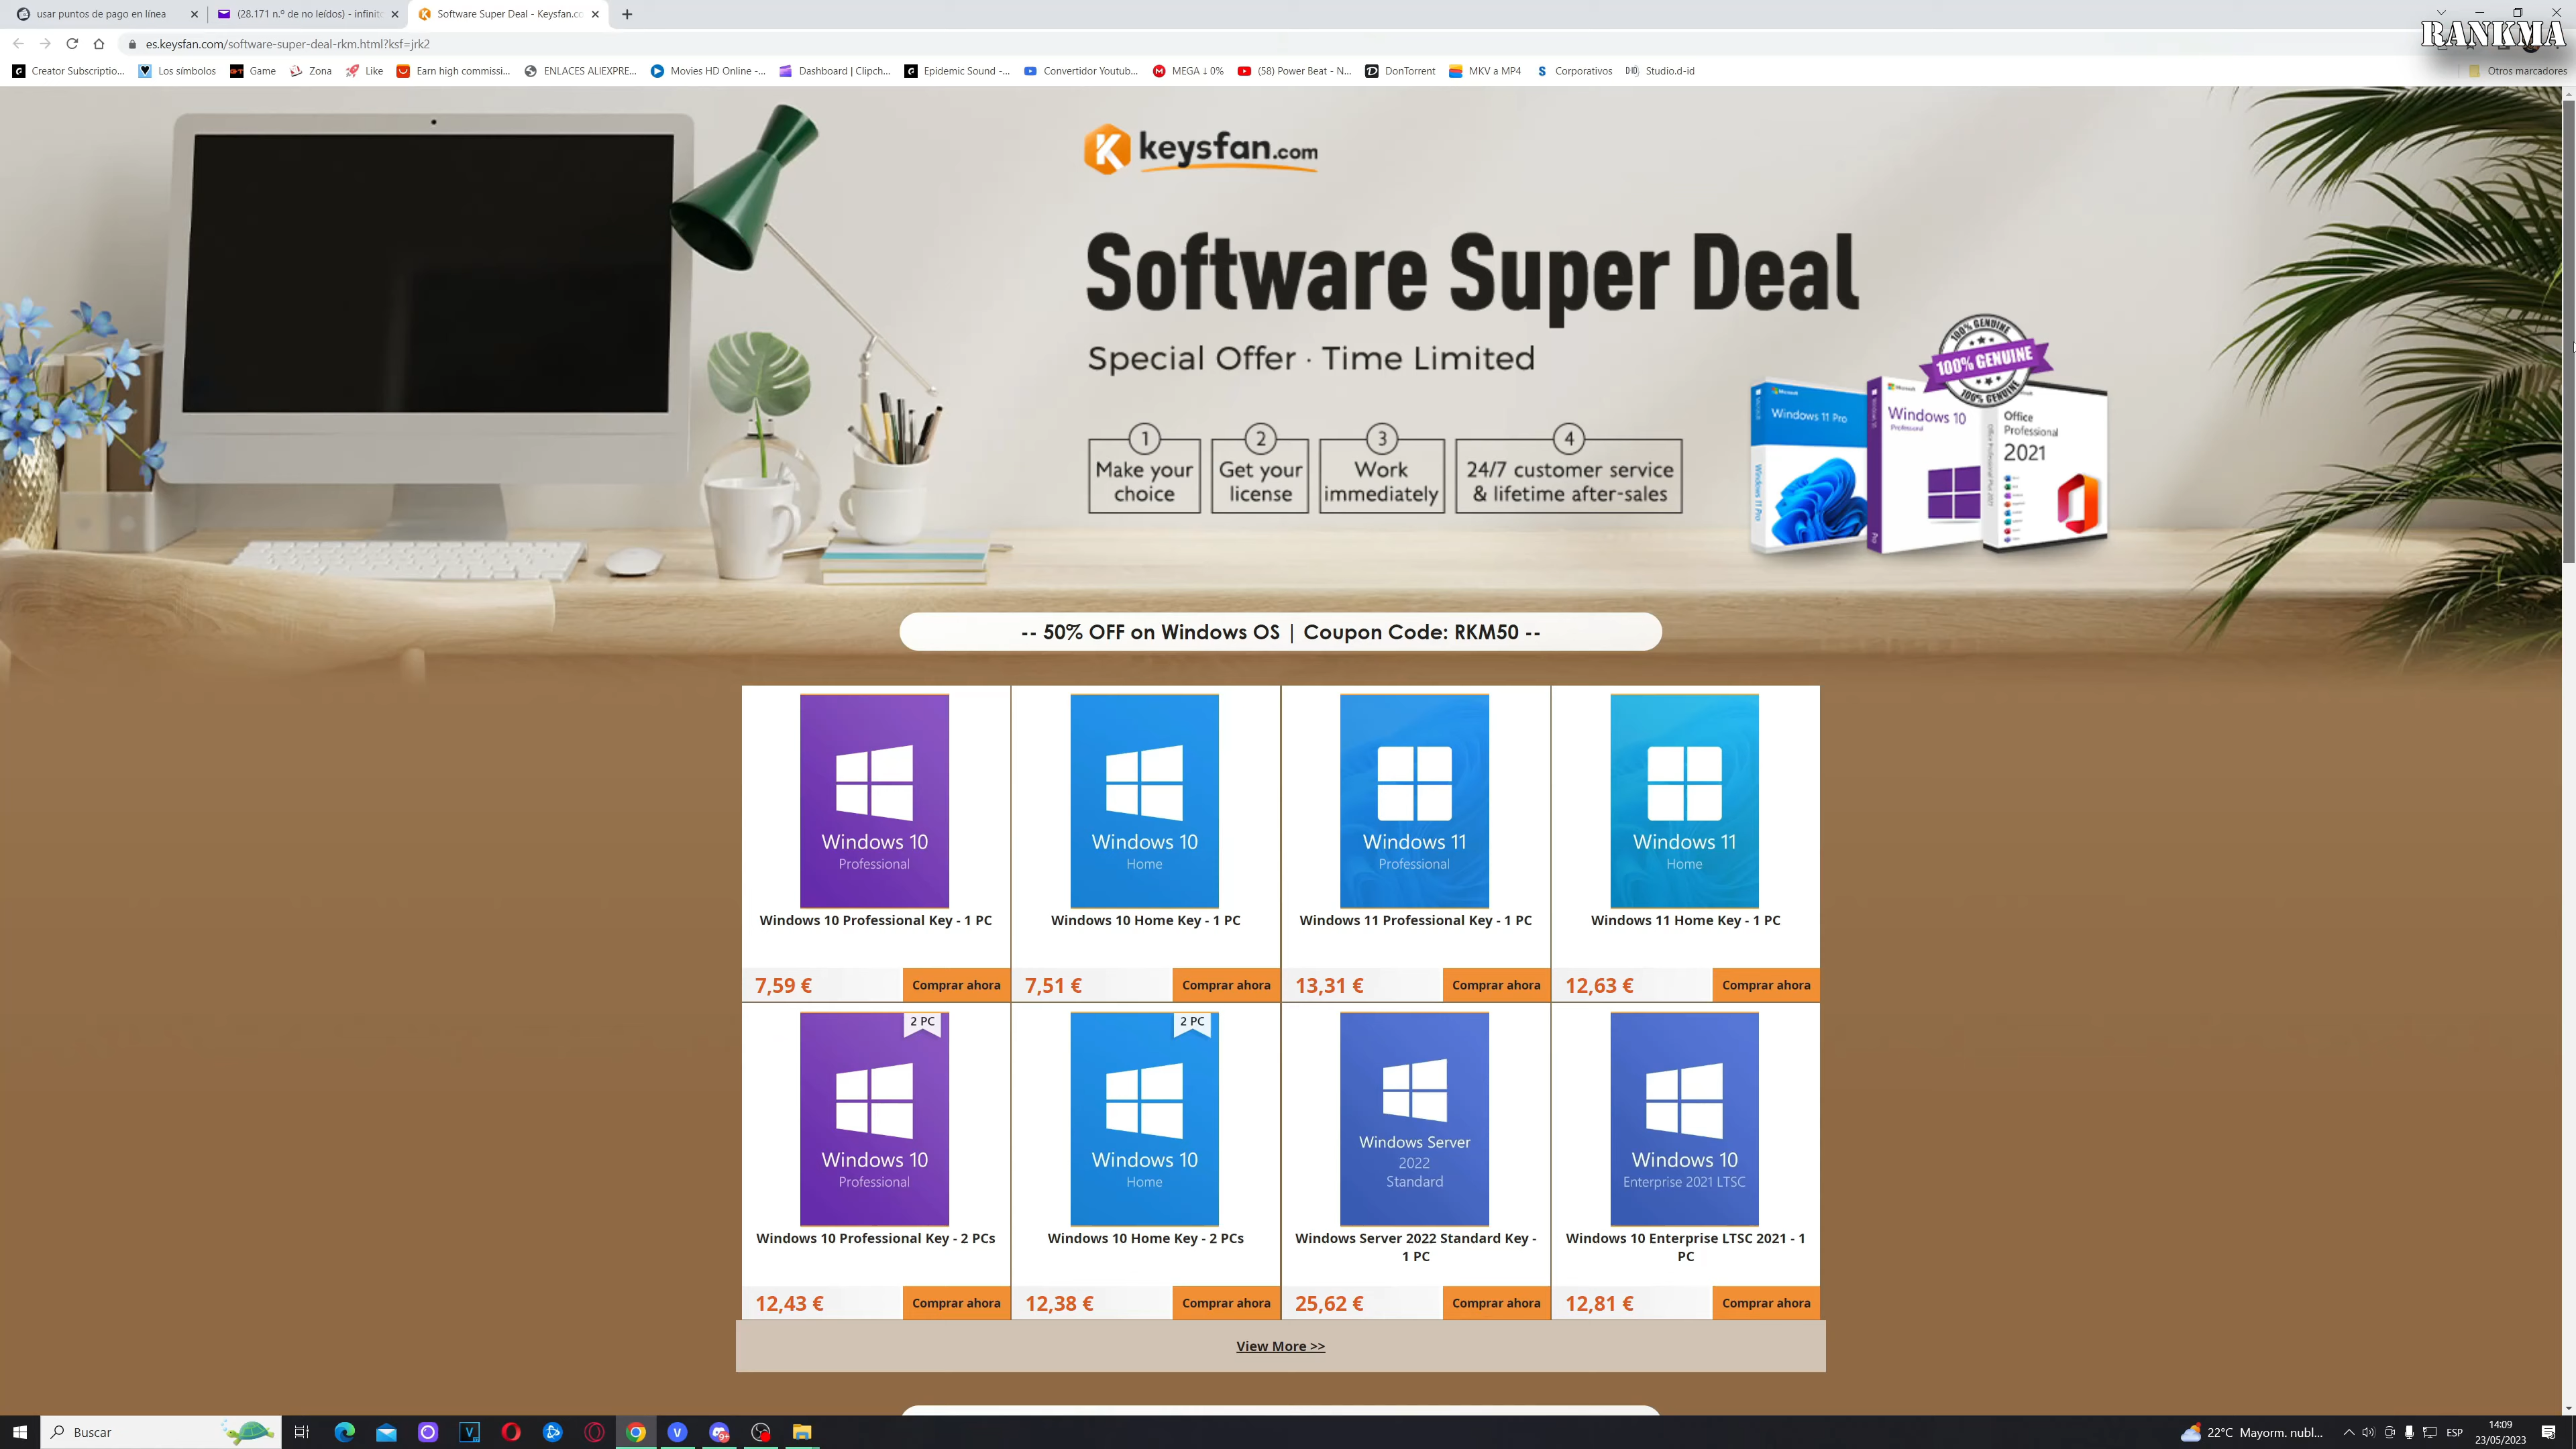 usar puntos de pago en línea
(28.171 n.º de no leídos) - infinit
Software Super Deal - Keysfan.co
RANKMA
es.keysfan.com/software-super-deal-rkm.html?ksf=jrk2
Creator Subscriptio...
Los símbolos
Game
Zona
Like
Earn high commissi...
ENLACES ALIEXPRE...
Movies HD Online -...
Dashboard | Clipch...
Epidemic Sound -...
Convertidor Youtub...
MEGA ↓ 0%
(58) Power Beat - N...
DonTorrent
MKV a MP4
Corporativos
Studio.d-id
Otros marcadores
keysfan.com
Software Super Deal
Special Offer · Time Limited
1
Make your
choice
2
Get your
license
3
Work
immediately
4
24/7 customer service
& lifetime after-sales
100% GENUINE
100% GENUINE
100% GENUINE
Microsoft
Windows 11 Pro
Windows 11 Pro
Microsoft
Windows 10
Professional
Pro
Office
Professional
2021
-- 50% OFF on Windows OS | Coupon Code: RKM50 --
Windows 10
Professional
Windows 10 Professional Key - 1 PC
7,59 €
Comprar ahora
Windows 10
Home
Windows 10 Home Key - 1 PC
7,51 €
Comprar ahora
Windows 11
Professional
Windows 11 Professional Key - 1 PC
13,31 €
Comprar ahora
Windows 11
Home
Windows 11 Home Key - 1 PC
12,63 €
Comprar ahora
2 PC
Windows 10
Professional
Windows 10 Professional Key - 2 PCs
12,43 €
Comprar ahora
2 PC
Windows 10
Home
Windows 10 Home Key - 2 PCs
12,38 €
Comprar ahora
Windows Server
2022
Standard
Windows Server 2022 Standard Key -
1 PC
25,62 €
Comprar ahora
Windows 10
Enterprise 2021 LTSC
Windows 10 Enterprise LTSC 2021 - 1
PC
12,81 €
Comprar ahora
View More >>
Buscar
22°C Mayorm. nubl...
ESP
14:09
23/05/2023